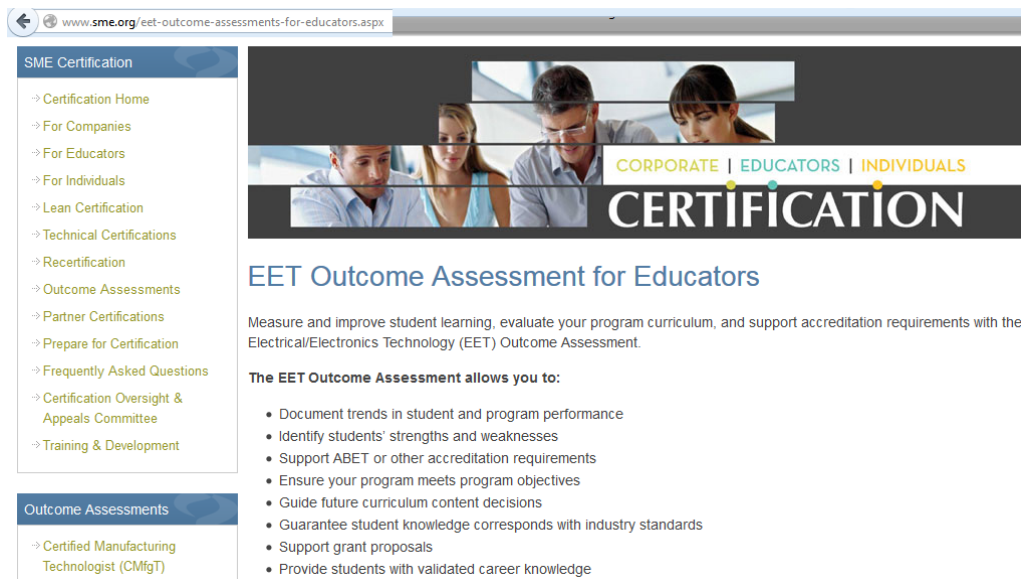 www.sme.org/eet-outcome-assessments-for-educators.aspx
SME Certification
Certification Home
For Companies
For Educators
For Individuals
Lean Certification
Technical Certifications
Recertification
Outcome Assessments
Partner Certifications
Prepare for Certification
Frequently Asked Questions
Certification Oversight &
Appeals Committee
Training & Development
Outcome Assessments
Certified Manufacturing
Technologist (CMfgT)
CORPORATE | EDUCATORS | INDIVIDUALS
CERTIFICATION
EET Outcome Assessment for Educators
Measure and improve student learning, evaluate your program curriculum, and support accreditation requirements with the
Electrical/Electronics Technology (EET) Outcome Assessment.
The EET Outcome Assessment allows you to:
• Document trends in student and program performance
• Identify students' strengths and weaknesses
• Support ABET or other accreditation requirements
• Ensure your program meets program objectives
• Guide future curriculum content decisions
• Guarantee student knowledge corresponds with industry standards
• Support grant proposals
• Provide students with validated career knowledge